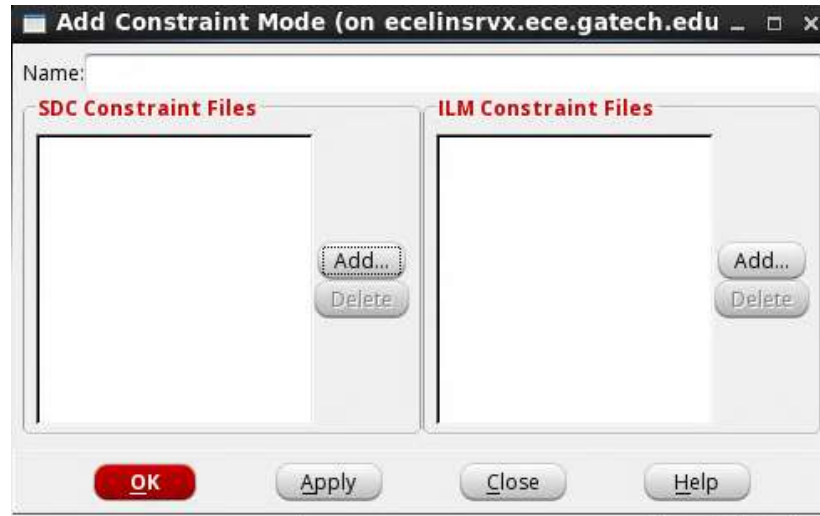 Add Constraint Mode (on ecelinsrvx.ece.gatech.edu
Name:
SDC Constraint Files
ILM Constraint Files
Add...
Delete
Add...
Delete
OK
Apply
Close
Help